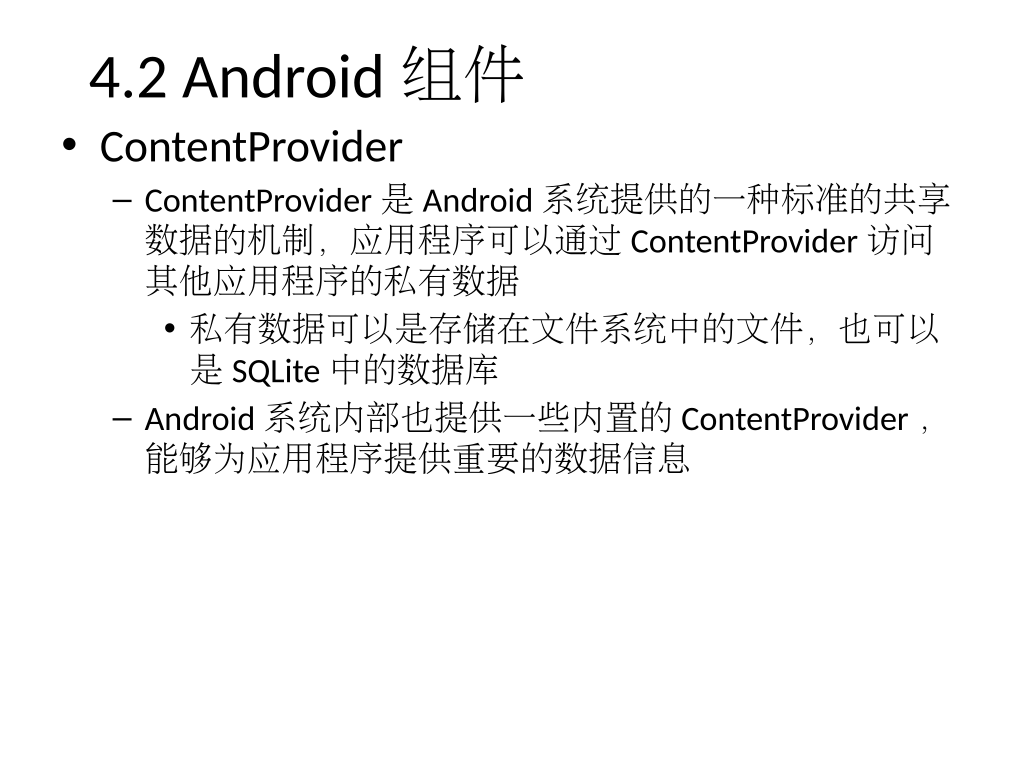 4.2 Android 组件
• ContentProvider
– ContentProvider 是 Android 系统提供的一种标准的共享
数据的机制，应用程序可以通过 ContentProvider 访问
其他应用程序的私有数据
• 私有数据可以是存储在文件系统中的文件，也可以
是 SQLite 中的数据库
– Android 系统内部也提供一些内置的 ContentProvider ，
能够为应用程序提供重要的数据信息